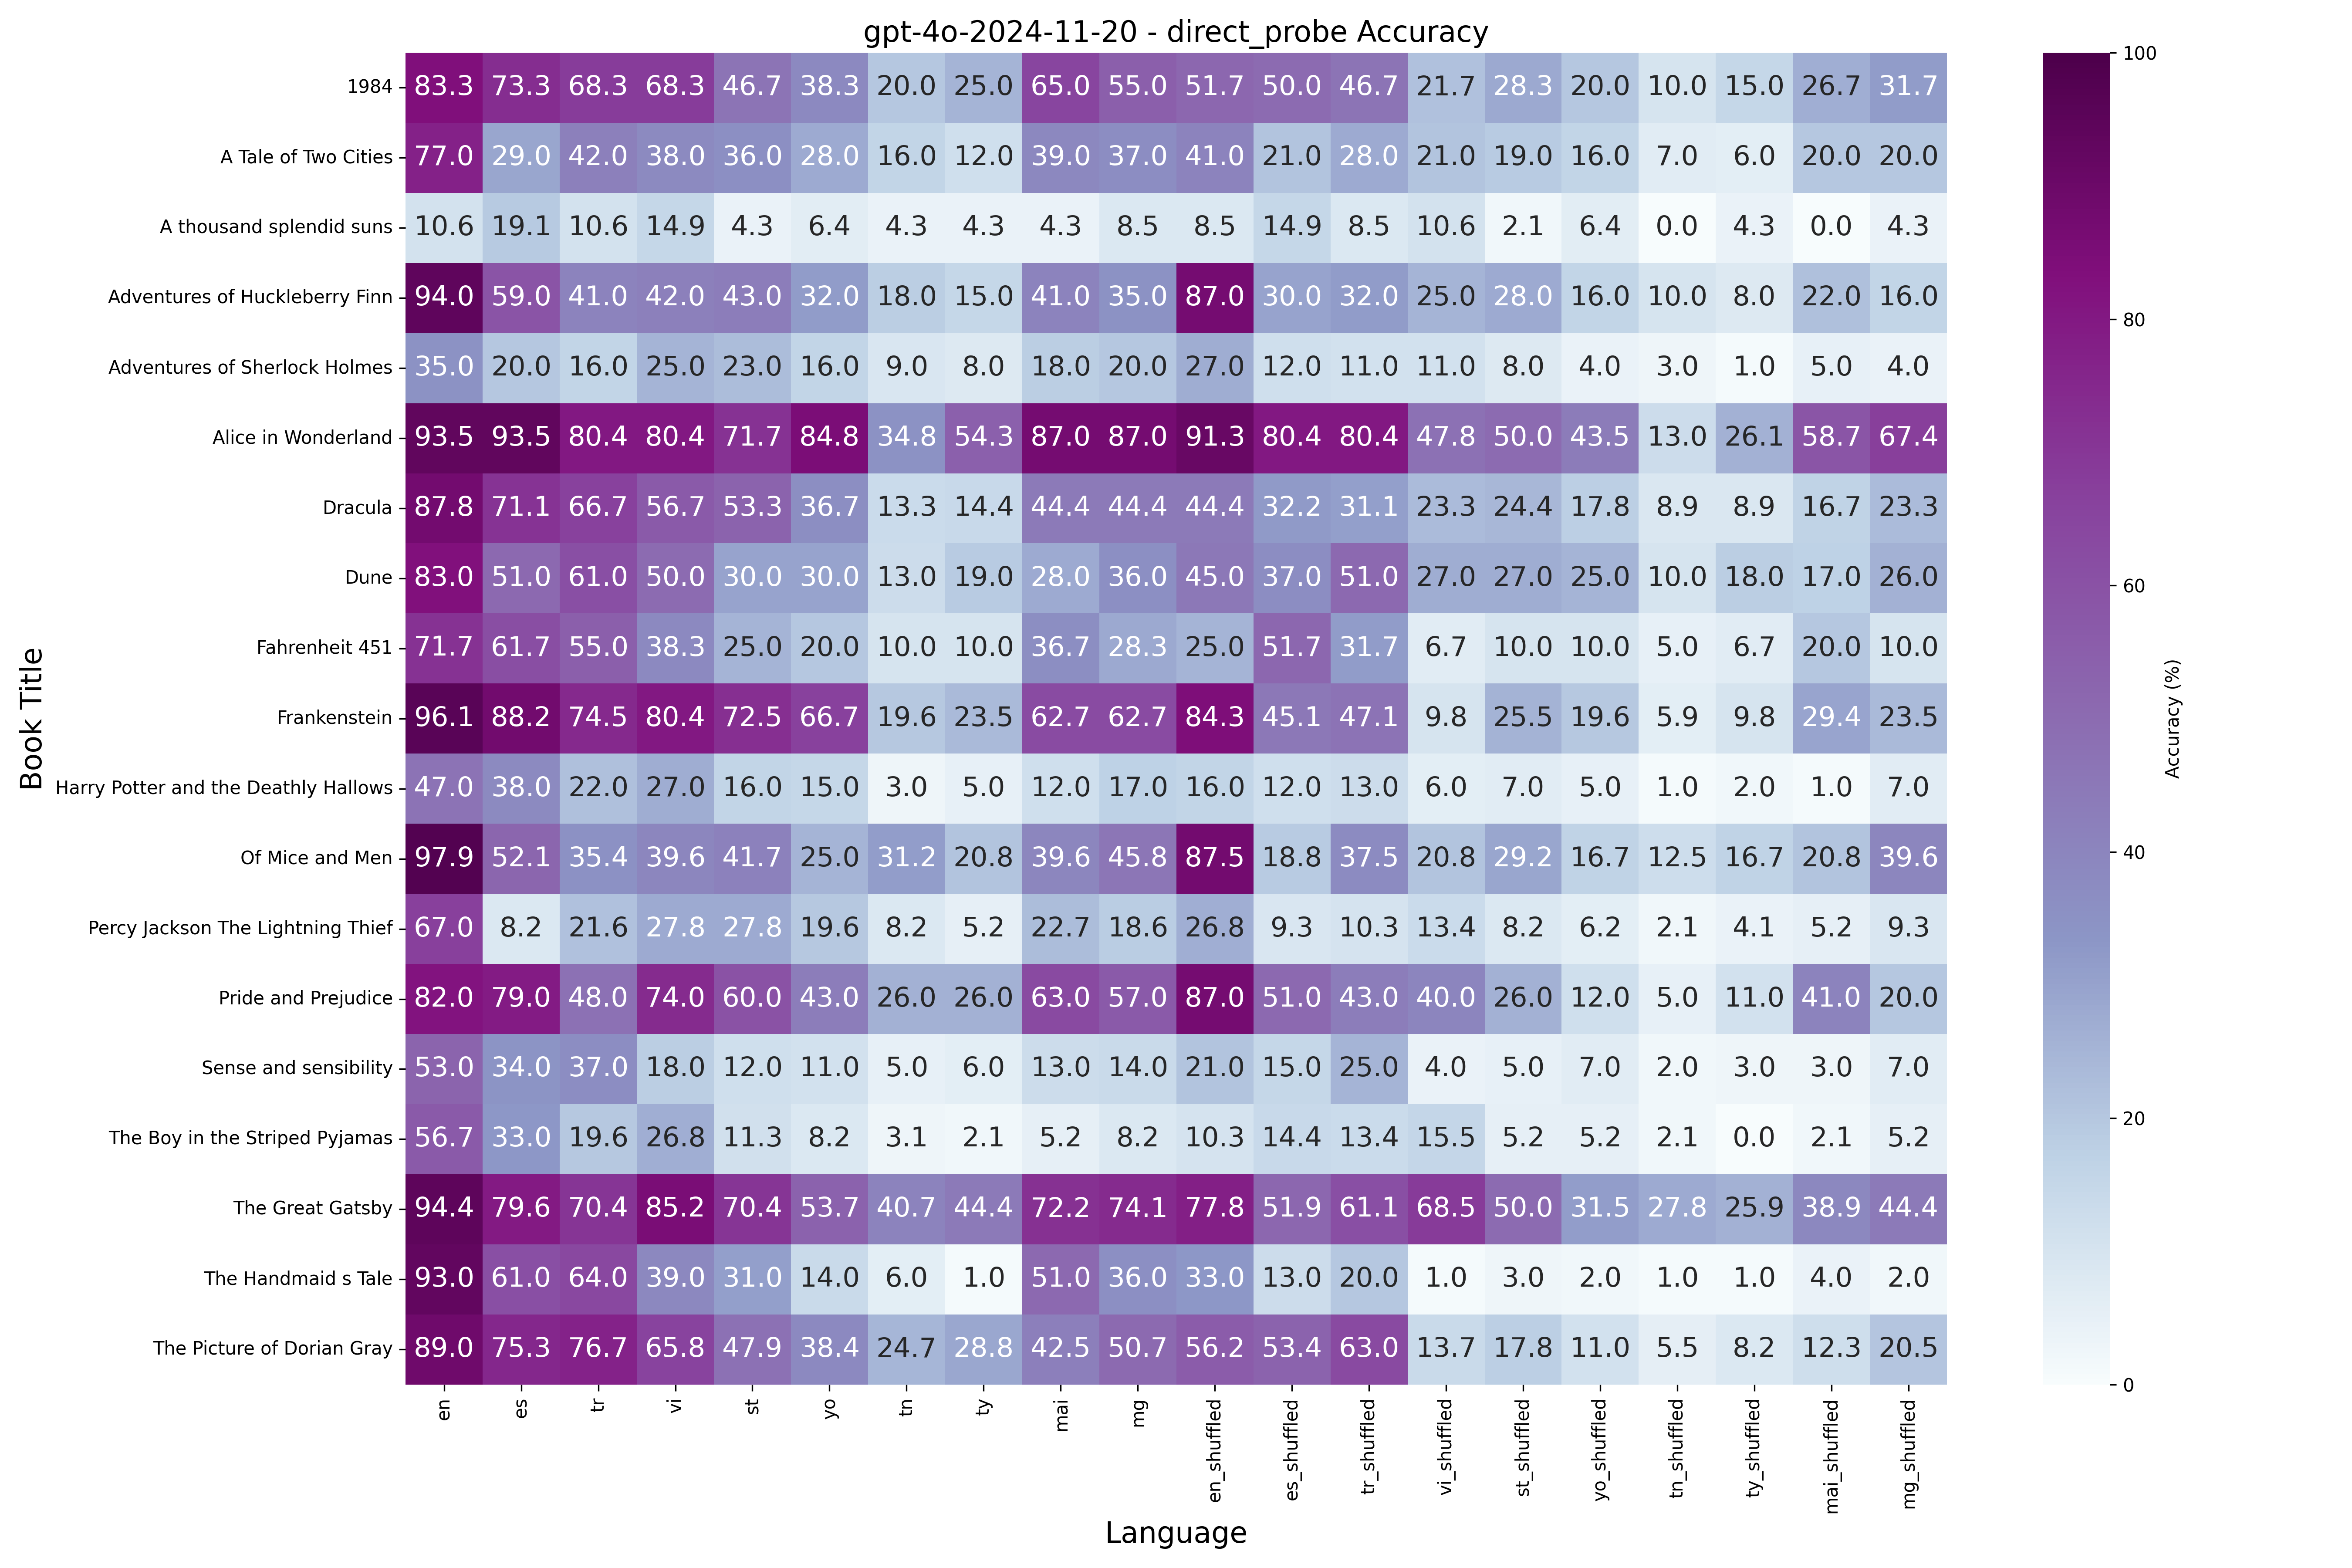 gpt-4o-2024-11-20 - direct_probe Accuracy
1984 83.3 73.3 68.3 68.3 46.7 38.3 20.0 25.0 65.0 55.0 51.7 50.0 46.7 21.7 28.3 20.0 10.0 15.0 26.7 31.7
A Tale of Two Cities 77.0 29.0 42.0 38.0 36.0 28.0 16.0 12.0 39.0 37.0 41.0 21.0 28.0 21.0 19.0 16.0 7.0 6.0 20.0 20.0
A thousand splendid suns 10.6 19.1 10.6 14.9 4.3 6.4 4.3 4.3 4.3 8.5 8.5 14.9 8.5 10.6 2.1 6.4 0.0 4.3 0.0 4.3
Adventures of Huckleberry Finn 94.0 59.0 41.0 42.0 43.0 32.0 18.0 15.0 41.0 35.0 87.0 30.0 32.0 25.0 28.0 16.0 10.0 8.0 22.0 16.0
Adventures of Sherlock Holmes 35.0 20.0 16.0 25.0 23.0 16.0 9.0 8.0 18.0 20.0 27.0 12.0 11.0 11.0 8.0 4.0 3.0 1.0 5.0 4.0
Alice in Wonderland 93.5 93.5 80.4 80.4 71.7 84.8 34.8 54.3 87.0 87.0 91.3 80.4 80.4 47.8 50.0 43.5 13.0 26.1 58.7 67.4
Dracula 87.8 71.1 66.7 56.7 53.3 36.7 13.3 14.4 44.4 44.4 44.4 32.2 31.1 23.3 24.4 17.8 8.9 8.9 16.7 23.3
Dune 83.0 51.0 61.0 50.0 30.0 30.0 13.0 19.0 28.0 36.0 45.0 37.0 51.0 27.0 27.0 25.0 10.0 18.0 17.0 26.0
Fahrenheit 451 71.7 61.7 55.0 38.3 25.0 20.0 10.0 10.0 36.7 28.3 25.0 51.7 31.7 6.7 10.0 10.0 5.0 6.7 20.0 10.0
Frankenstein 96.1 88.2 74.5 80.4 72.5 66.7 19.6 23.5 62.7 62.7 84.3 45.1 47.1 9.8 25.5 19.6 5.9 9.8 29.4 23.5
Harry Potter and the Deathly Hallows 47.0 38.0 22.0 27.0 16.0 15.0 3.0 5.0 12.0 17.0 16.0 12.0 13.0 6.0 7.0 5.0 1.0 2.0 1.0 7.0
Of Mice and Men 97.9 52.1 35.4 39.6 41.7 25.0 31.2 20.8 39.6 45.8 87.5 18.8 37.5 20.8 29.2 16.7 12.5 16.7 20.8 39.6
Percy Jackson The Lightning Thief 67.0 8.2 21.6 27.8 27.8 19.6 8.2 5.2 22.7 18.6 26.8 9.3 10.3 13.4 8.2 6.2 2.1 4.1 5.2 9.3
Pride and Prejudice 82.0 79.0 48.0 74.0 60.0 43.0 26.0 26.0 63.0 57.0 87.0 51.0 43.0 40.0 26.0 12.0 5.0 11.0 41.0 20.0
Sense and sensibility 53.0 34.0 37.0 18.0 12.0 11.0 5.0 6.0 13.0 14.0 21.0 15.0 25.0 4.0 5.0 7.0 2.0 3.0 3.0 7.0
The Boy in the Striped Pyjamas 56.7 33.0 19.6 26.8 11.3 8.2 3.1 2.1 5.2 8.2 10.3 14.4 13.4 15.5 5.2 5.2 2.1 0.0 2.1 5.2
The Great Gatsby 94.4 79.6 70.4 85.2 70.4 53.7 40.7 44.4 72.2 74.1 77.8 51.9 61.1 68.5 50.0 31.5 27.8 25.9 38.9 44.4
The Handmaid s Tale 93.0 61.0 64.0 39.0 31.0 14.0 6.0 1.0 51.0 36.0 33.0 13.0 20.0 1.0 3.0 2.0 1.0 1.0 4.0 2.0
The Picture of Dorian Gray 89.0 75.3 76.7 65.8 47.9 38.4 24.7 28.8 42.5 50.7 56.2 53.4 63.0 13.7 17.8 11.0 5.5 8.2 12.3 20.5
en es tr vi st yo tn ty mai mg en_shuffled es_shuffled tr_shuffled vi_shuffled st_shuffled yo_shuffled tn_shuffled ty_shuffled mai_shuffled mg_shuffled
Language
Book Title
100
80
60
40
20
0
Accuracy (%)